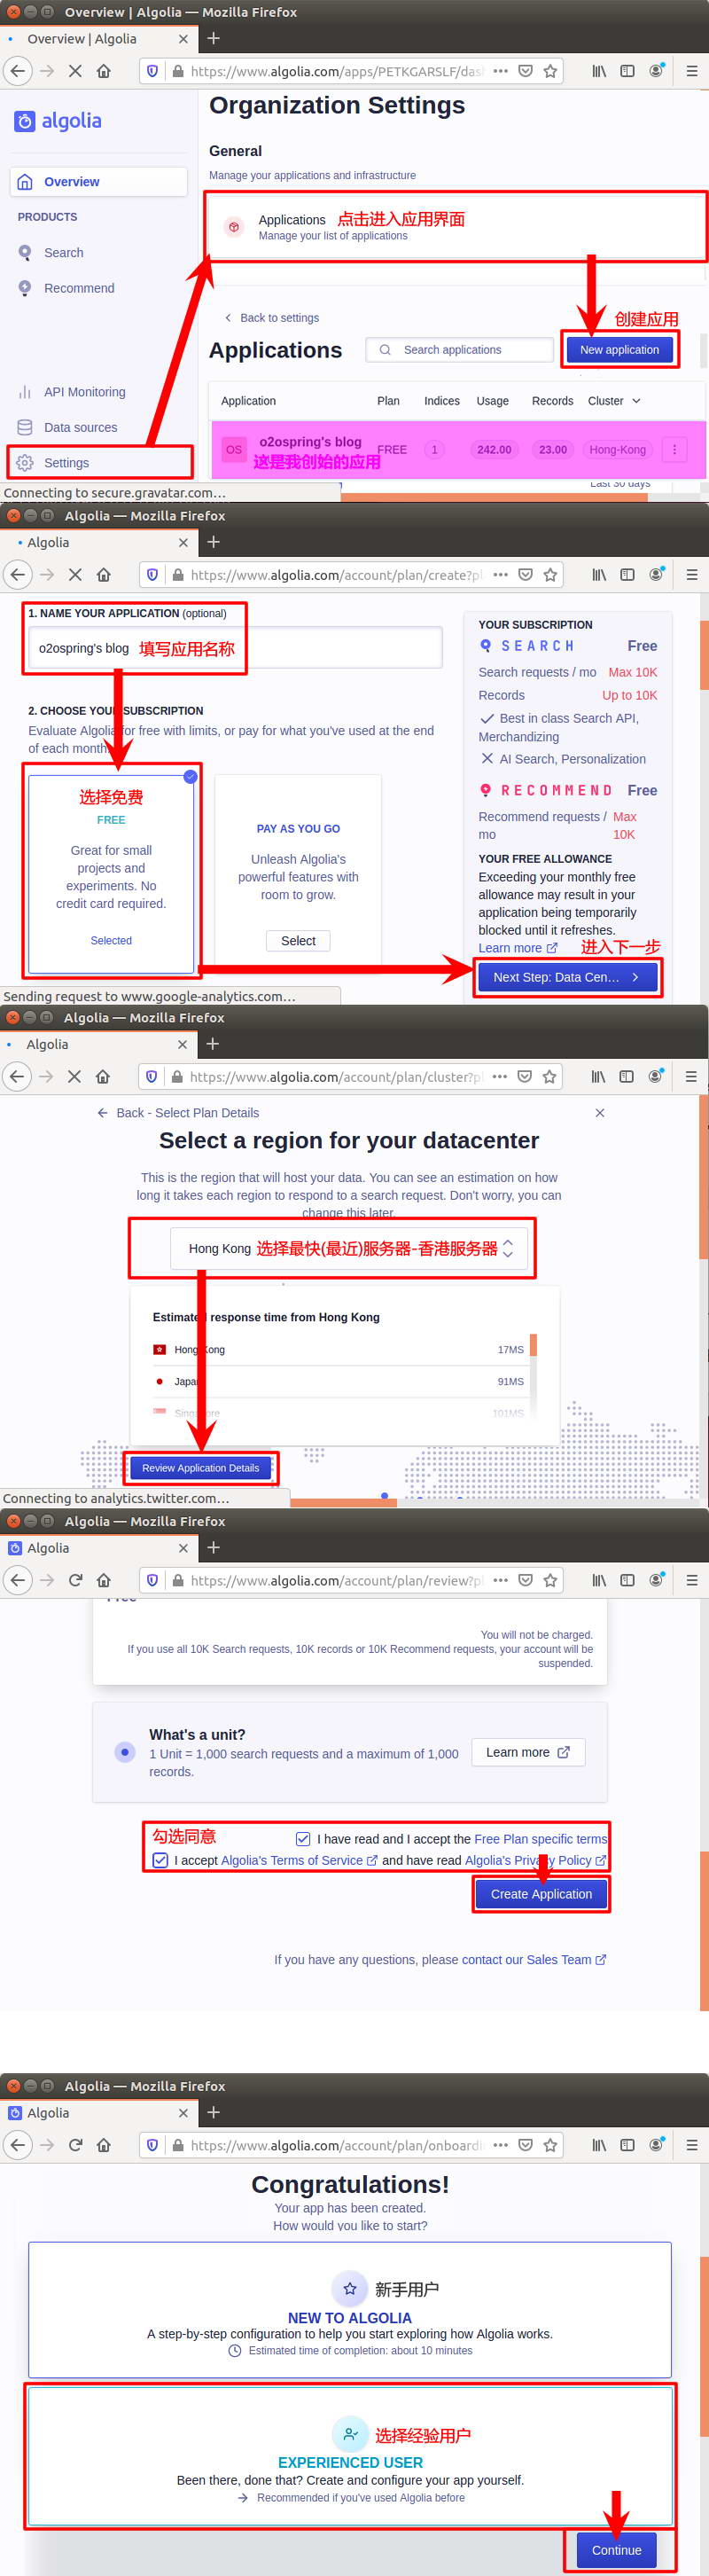 Overview | Algolia — Mozilla Firefox
Overview | Algolia
https://www.algolia.com/apps/PETKGARSLF/das
algolia
Organization Settings
General
Manage your applications and infrastructure
Overview
PRODUCTS
Search
Recommend
API Monitoring
Data sources
Settings
Applications 点击进入应用界面
Manage your list of applications
Back to settings
创建应用
Applications
Search applications
New application
Application Plan Indices Usage Records Cluster
OS o2ospring's blog FREE 1 242.00 23.00 Hong-Kong
这是我创始的应用
Last 30 days
Connecting to secure.gravatar.com…
Algolia — Mozilla Firefox
Algolia
https://www.algolia.com/account/plan/create?pl
1. NAME YOUR APPLICATION (optional)
o2ospring's blog 填写应用名称
2. CHOOSE YOUR SUBSCRIPTION
Evaluate Algolia for free with limits, or pay for what you've used at the end
of each month.
选择免费
FREE
Great for small
projects and
experiments. No
credit card required.
Selected
PAY AS YOU GO
Unleash Algolia's
powerful features with
room to grow.
Select
YOUR SUBSCRIPTION
SEARCH Free
Search requests / mo Max 10K
Records Up to 10K
Best in class Search API,
Merchandizing
AI Search, Personalization
RECOMMEND Free
Recommend requests / Max
mo 10K
YOUR FREE ALLOWANCE
Exceeding your monthly free
allowance may result in your
application being temporarily
blocked until it refreshes.
Learn more 进入下一步
Next Step: Data Cen…
Sending request to www.google-analytics.com…
Algolia — Mozilla Firefox
Algolia
https://www.algolia.com/account/plan/cluster?pl
Back - Select Plan Details
Select a region for your datacenter
This is the region that will host your data. You can see an estimation on how
long it takes each region to respond to a search request. Don't worry, you can
change this later.
Hong Kong 选择最快(最近)服务器-香港服务器
Estimated response time from Hong Kong
Hong Kong 17MS
Japan 91MS
Singapore 101MS
Review Application Details
Connecting to analytics.twitter.com…
Algolia — Mozilla Firefox
Algolia
https://www.algolia.com/account/plan/review?pl
Free
You will not be charged.
If you use all 10K Search requests, 10K records or 10K Recommend requests, your account will be
suspended.
What's a unit?
1 Unit = 1,000 search requests and a maximum of 1,000
records.
Learn more
勾选同意
I have read and I accept the Free Plan specific terms
I accept Algolia's Terms of Service and have read Algolia's Privacy Policy
Create Application
If you have any questions, please contact our Sales Team
Algolia — Mozilla Firefox
Algolia
https://www.algolia.com/account/plan/onboardi
Congratulations!
Your app has been created.
How would you like to start?
新手用户
NEW TO ALGOLIA
A step-by-step configuration to help you start exploring how Algolia works.
Estimated time of completion: about 10 minutes
选择经验用户
EXPERIENCED USER
Been there, done that? Create and configure your app yourself.
Recommended if you've used Algolia before
Continue